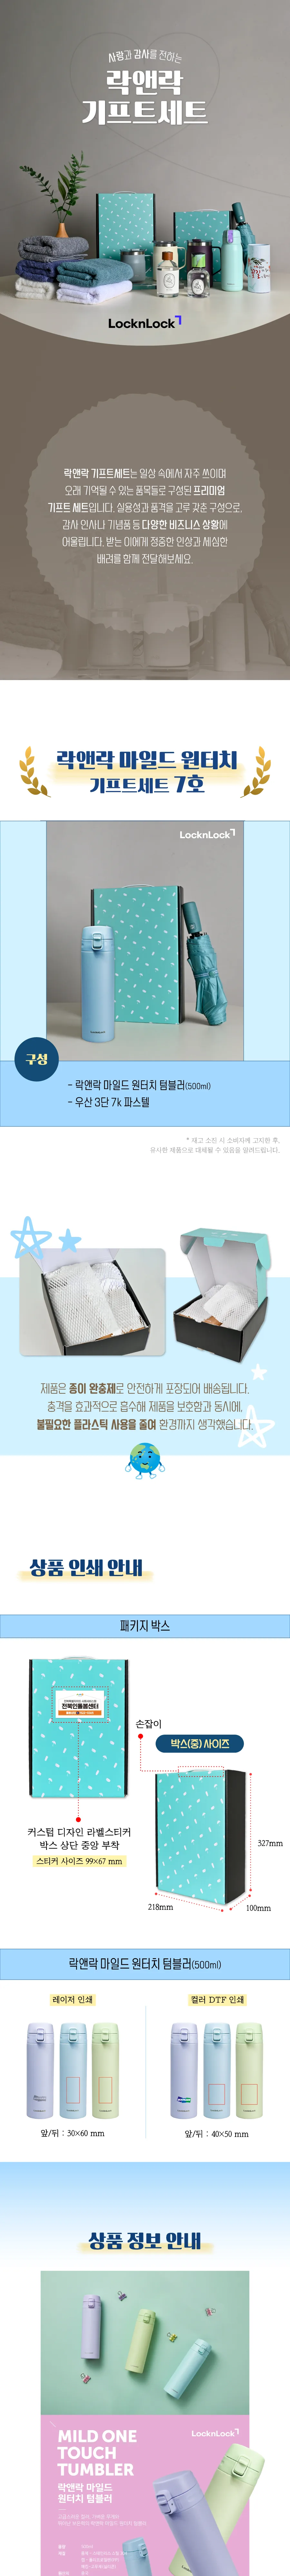 사랑과 감사를 전하는
락앤락
기프트세트
LocknLock
락앤락 기프트세트는 일상 속에서 자주 쓰이며
오래 기억될 수 있는 품목들로 구성된 프리미엄
기프트 세트입니다. 실용성과 품격을 고루 갖춘 구성으로,
감사 인사나 기념품 등 다양한 비즈니스 상황에
어울립니다. 받는 이에게 정중한 인상과 세심한
배려를 함께 전달해보세요.
락앤락 마일드 원터치
기프트세트 7호
LocknLock
구성
- 락앤락 마일드 원터치 텀블러(500ml)
- 우산 3단 7k 파스텔
* 재고 소진 시 소비자에 고지한 후,
유사한 제품으로 대체될 수 있음을 알려드립니다.
제품은 종이 완충제로 안전하게 포장되어 배송됩니다.
충격을 효과적으로 흡수해 제품을 보호함과 동시에,
불필요한 플라스틱 사용을 줄여 환경까지 생각했습니다.
상품 인쇄 안내
패키지 박스
전북인톨봄센터
손잡이
박스(중) 사이즈
커스텀 디자인 라벨스티커
박스 상단 중앙 부착
스티커 사이즈 99×67 mm
327mm
218mm
100mm
락앤락 마일드 원터치 텀블러(500ml)
레이저 인쇄
컬러 DTF 인쇄
앞/뒤 : 30×60 mm
앞/뒤 : 40×50 mm
상품 정보 안내
MILD ONE
TOUCH
TUMBLER
LocknLock
락앤락 마일드
원터치 텀블러